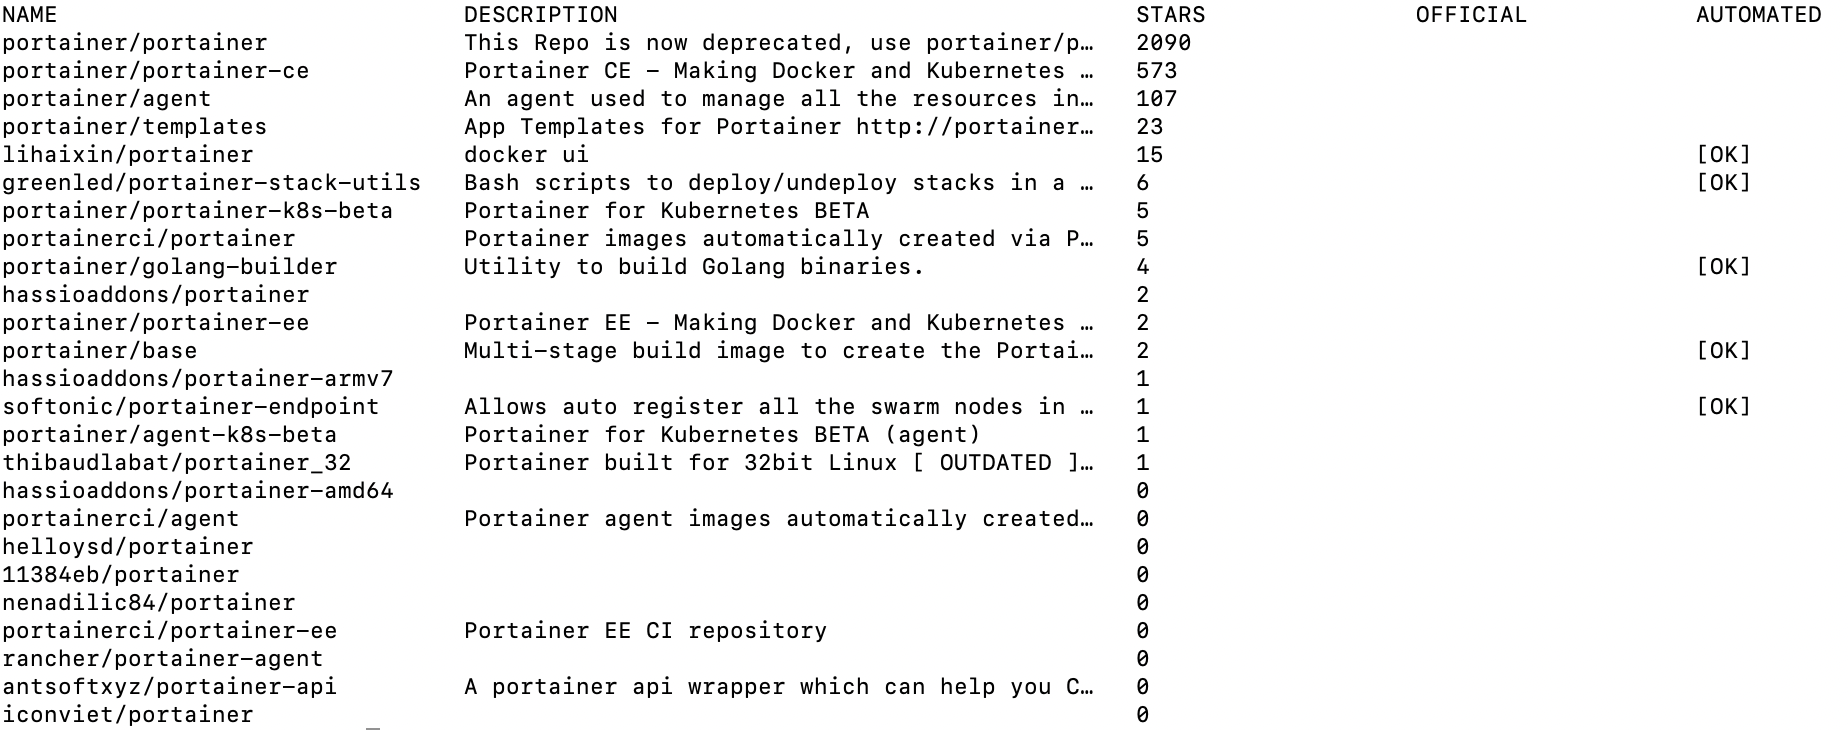 NAME DESCRIPTION STARS OFFICIAL AUTOMATED
portainer/portainer This Repo is now deprecated, use portainer/p… 2090
portainer/portainer-ce Portainer CE - Making Docker and Kubernetes … 573
portainer/agent An agent used to manage all the resources in… 107
portainer/templates App Templates for Portainer http://portainer… 23
lihaixin/portainer docker ui 15 [OK]
greenled/portainer-stack-utils Bash scripts to deploy/undeploy stacks in a … 6 [OK]
portainer/portainer-k8s-beta Portainer for Kubernetes BETA 5
portainerci/portainer Portainer images automatically created via P… 5
portainer/golang-builder Utility to build Golang binaries. 4 [OK]
hassioaddons/portainer 2
portainer/portainer-ee Portainer EE - Making Docker and Kubernetes … 2
portainer/base Multi-stage build image to create the Portai… 2 [OK]
hassioaddons/portainer-armv7 1
softonic/portainer-endpoint Allows auto register all the swarm nodes in … 1 [OK]
portainer/agent-k8s-beta Portainer for Kubernetes BETA (agent) 1
thibaudlabat/portainer_32 Portainer built for 32bit Linux [ OUTDATED ]… 1
hassioaddons/portainer-amd64 0
portainerci/agent Portainer agent images automatically created… 0
helloysd/portainer 0
11384eb/portainer 0
nenadilic84/portainer 0
portainerci/portainer-ee Portainer EE CI repository 0
rancher/portainer-agent 0
antsoftxyz/portainer-api A portainer api wrapper which can help you C… 0
iconviet/portainer 0